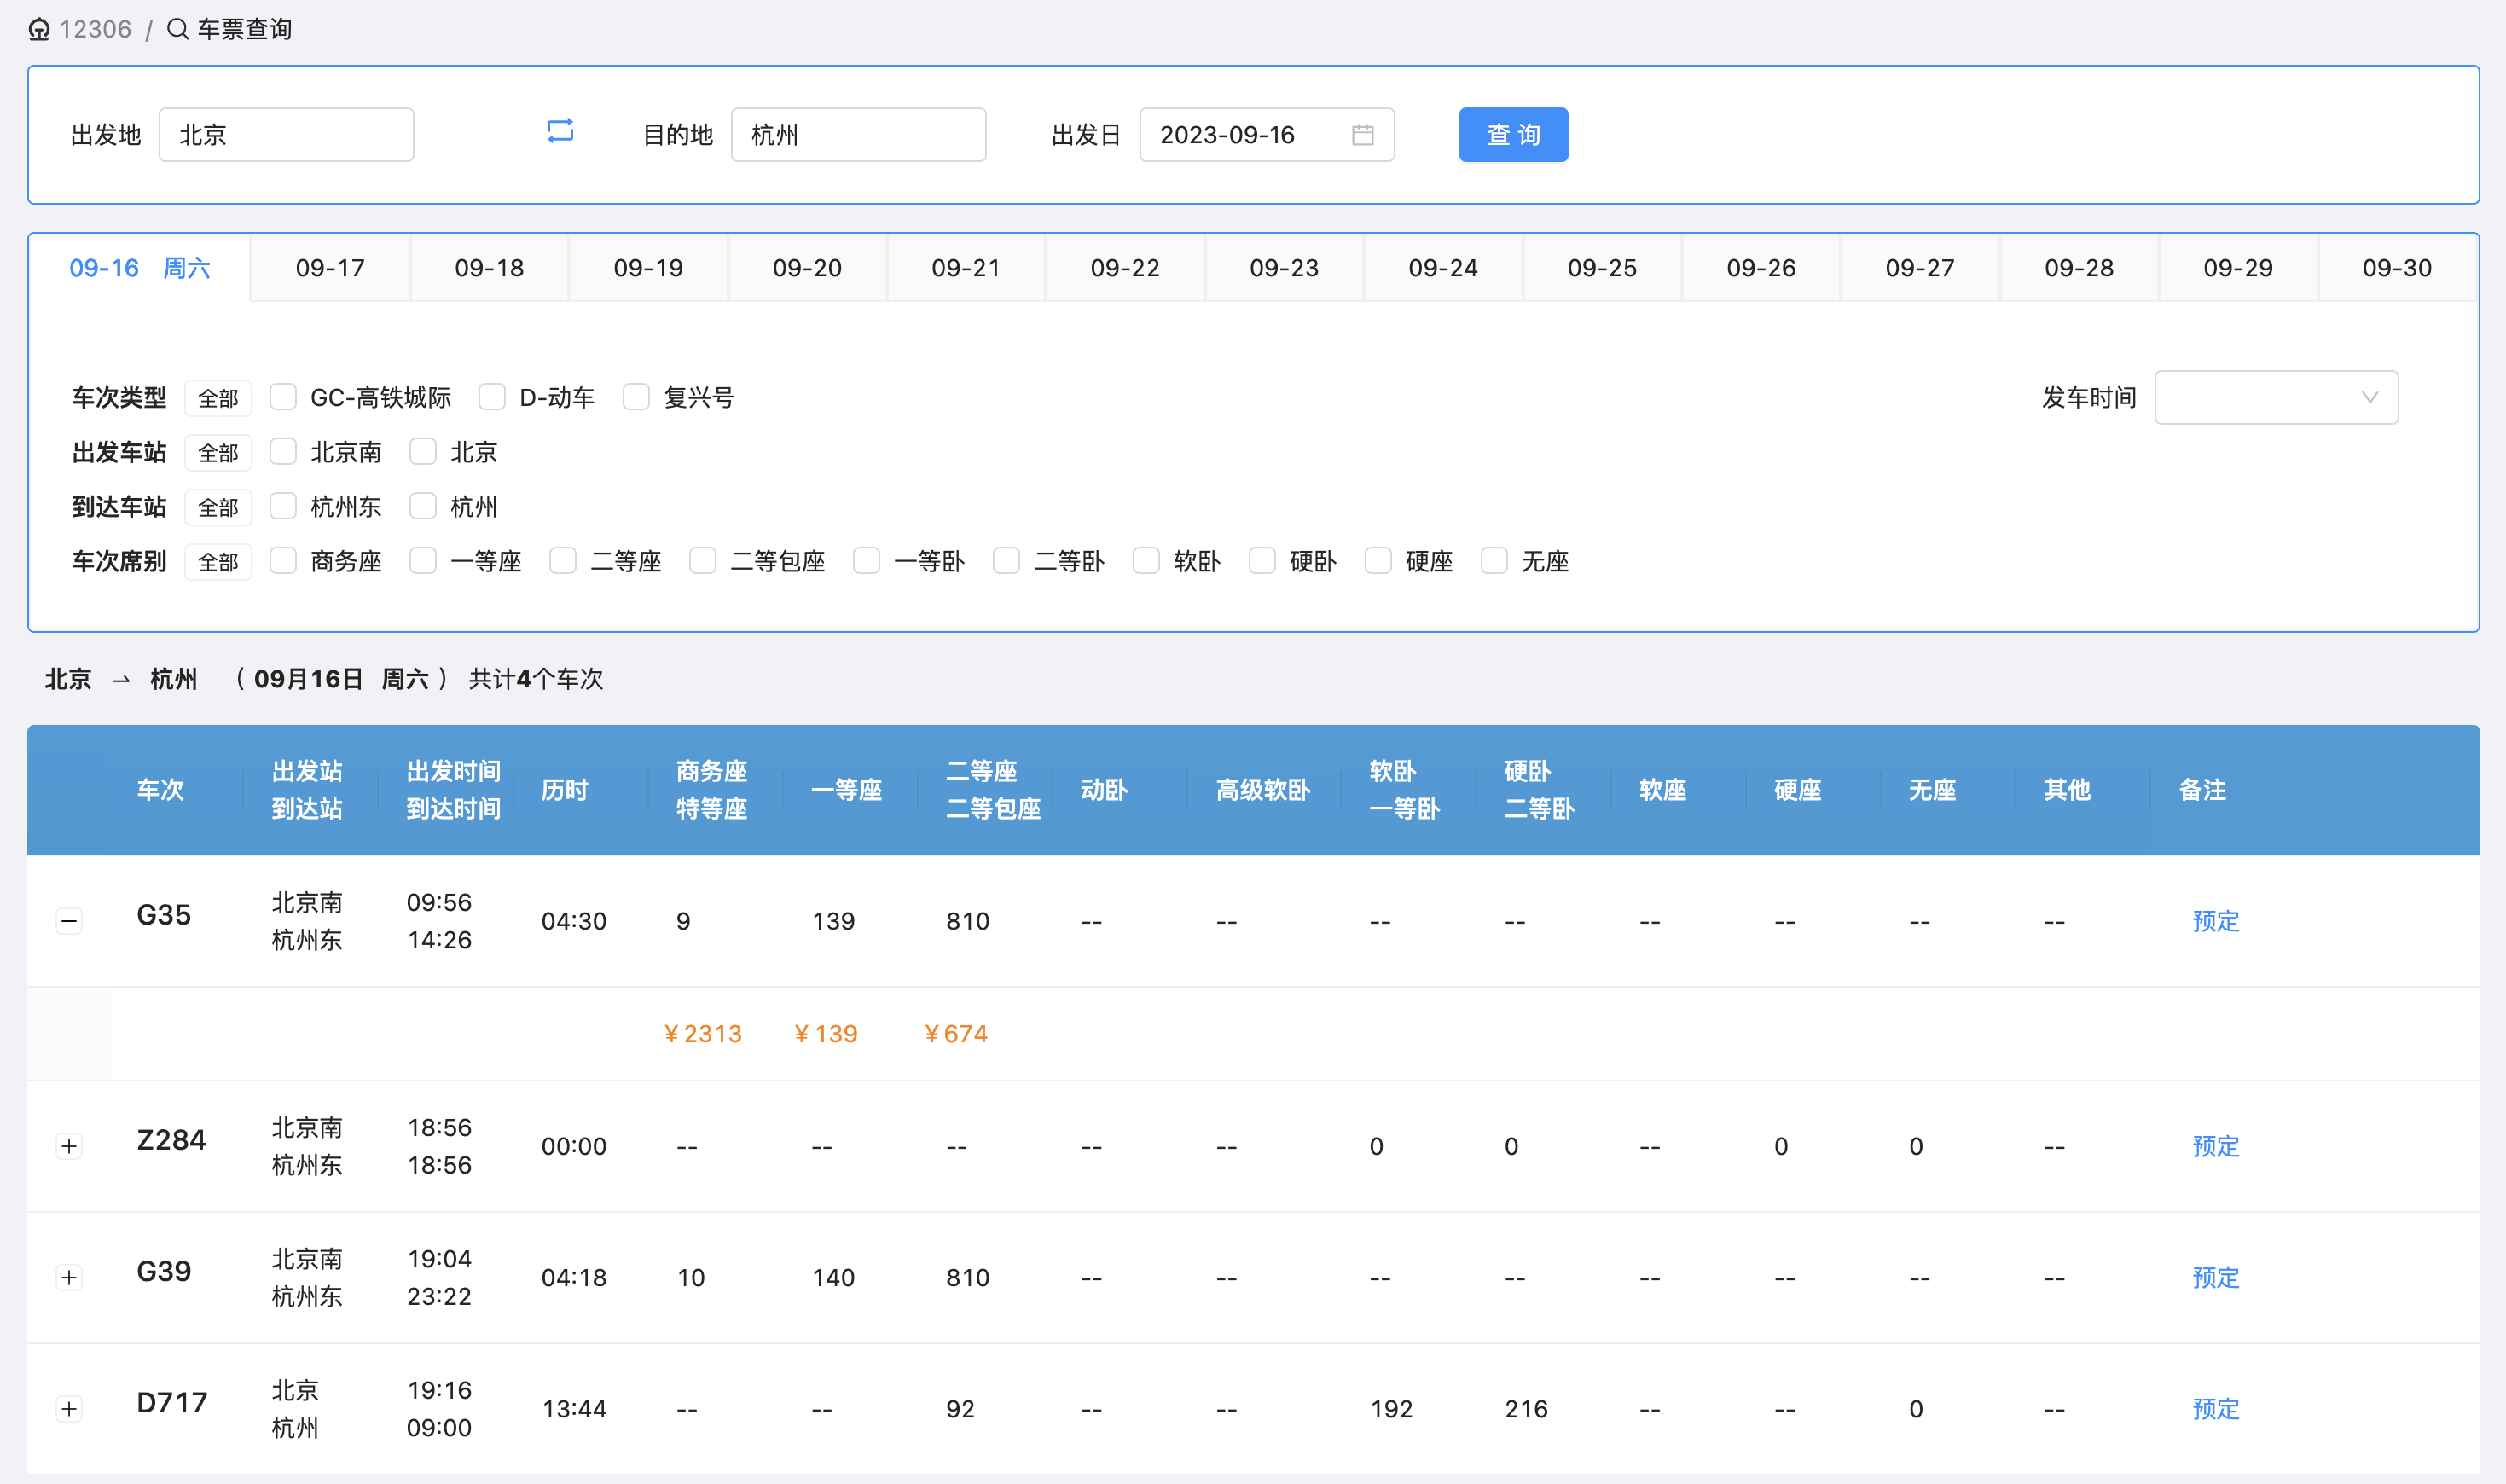 12306 / 车票查询
出发地 北京 目的地 杭州 出发日 2023-09-16 查 询
09-16 周六 09-17 09-18 09-19 09-20 09-21 09-22 09-23 09-24 09-25 09-26 09-27 09-28 09-29 09-30
车次类型 全部 GC-高铁城际 D-动车 复兴号 发车时间
出发车站 全部 北京南 北京
到达车站 全部 杭州东 杭州
车次席别 全部 商务座 一等座 二等座 二等包座 一等卧 二等卧 软卧 硬卧 硬座 无座
北京 → 杭州 （ 09月16日 周六 ） 共计4个车次
车次 出发站 到达站 出发时间 到达时间 历时 商务座 特等座 一等座 二等座 二等包座 动卧 高级软卧 软卧 一等卧 硬卧 二等卧 软座 硬座 无座 其他 备注
G35 北京南 杭州东 09:56 14:26 04:30 9 139 810 -- -- -- -- -- -- -- -- 预定
￥2313 ￥139 ￥674
Z284 北京南 杭州东 18:56 18:56 00:00 -- -- -- -- -- 0 0 -- 0 0 -- 预定
G39 北京南 杭州东 19:04 23:22 04:18 10 140 810 -- -- -- -- -- -- -- -- 预定
D717 北京 杭州 19:16 09:00 13:44 -- -- 92 -- -- 192 216 -- -- 0 -- 预定